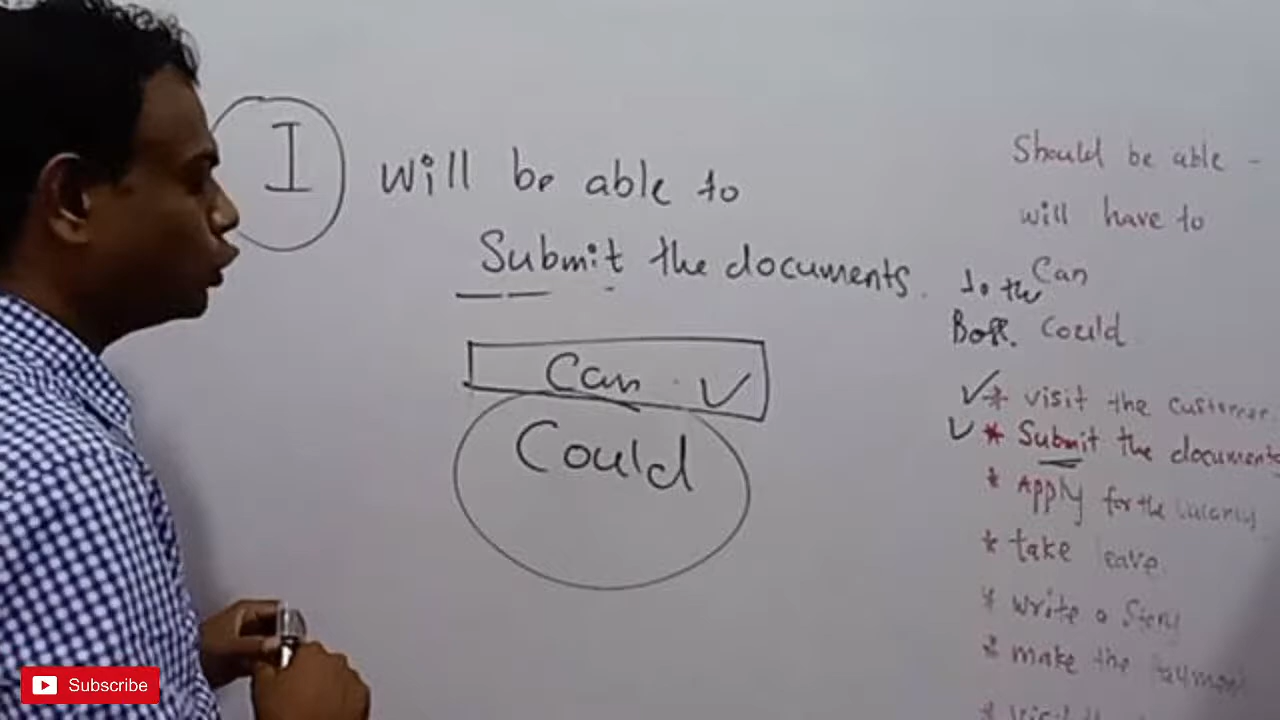 I will be able to
Submit the documents.
to the
Boss.
Can ✓
Could
Should be able -
will have to
Can
Could
✓* visit the customer
✓* Submit the documents
* Apply for the
* take leave
* write a Story
* make the
Subscribe